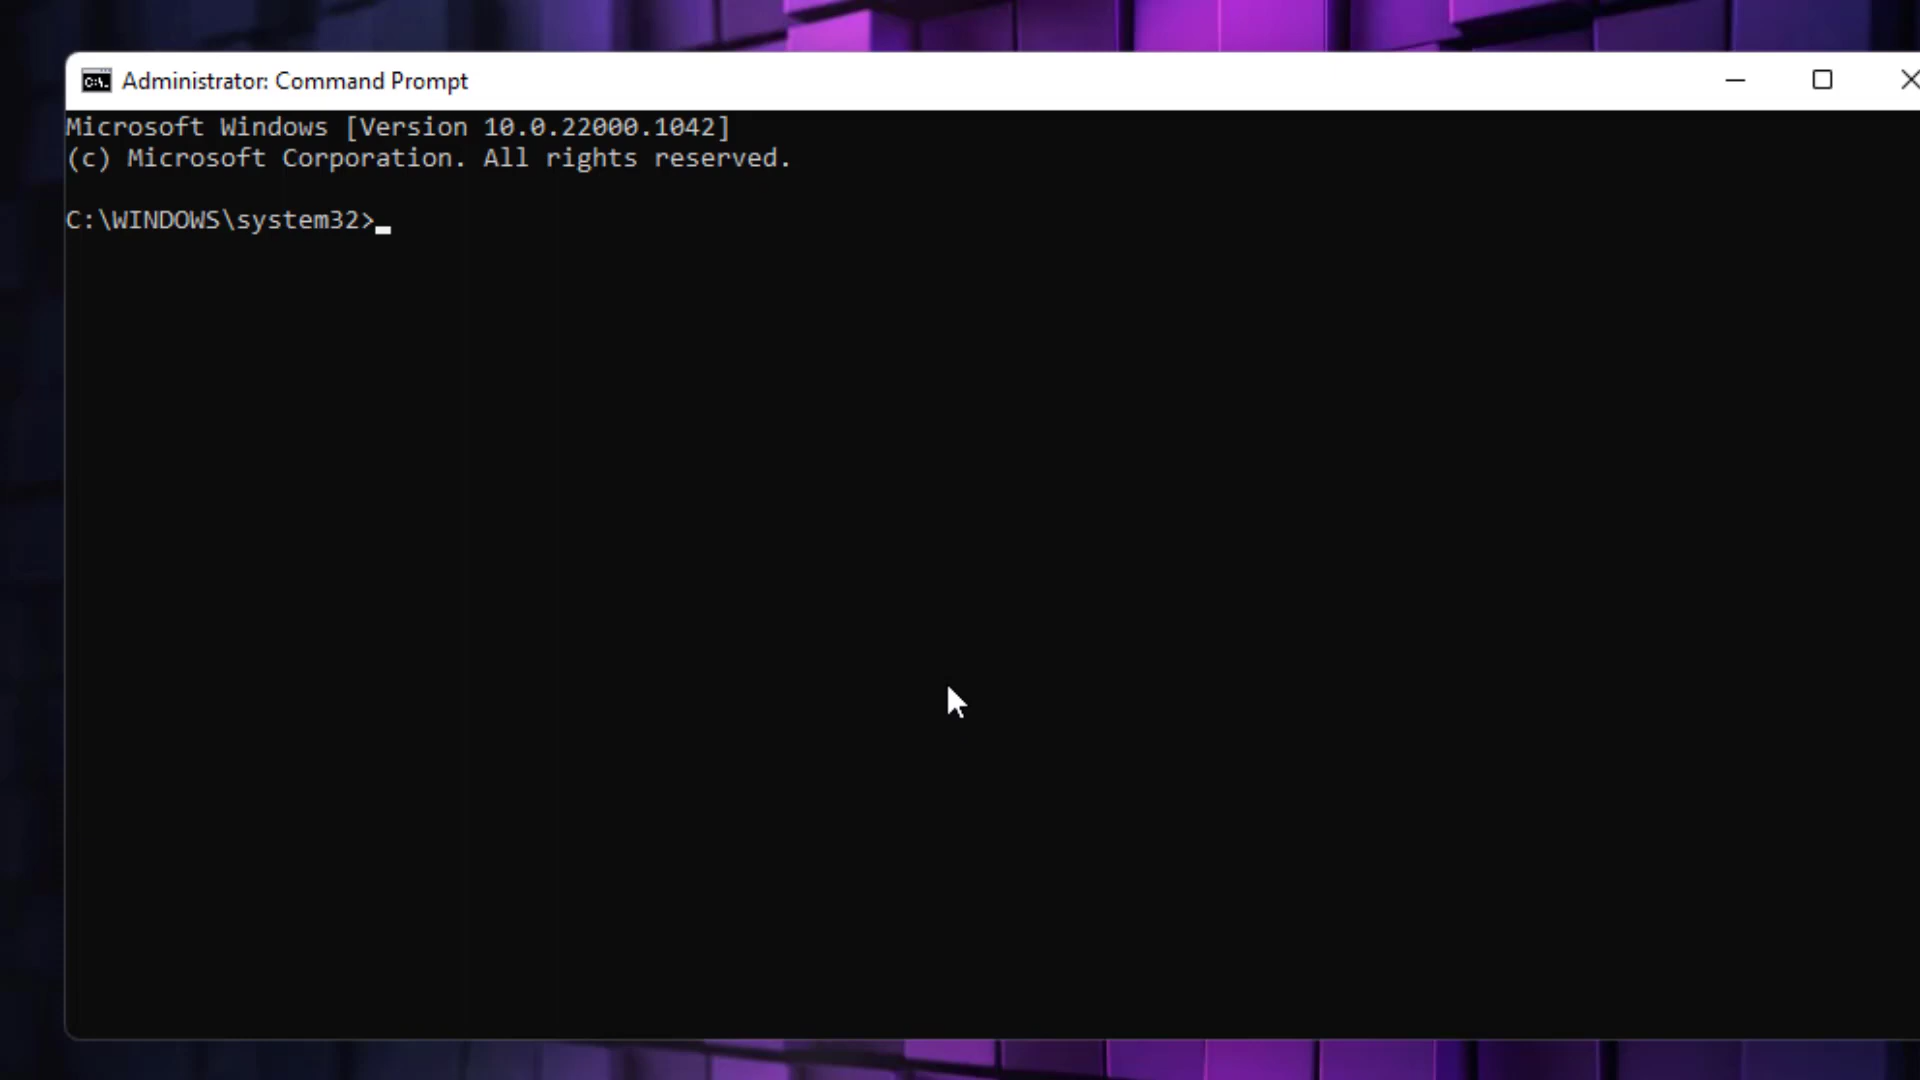 Administrator: Command Prompt
Microsoft Windows [Version 10.0.22000.1042]
(c) Microsoft Corporation. All rights reserved.
C:\WINDOWS\system32>